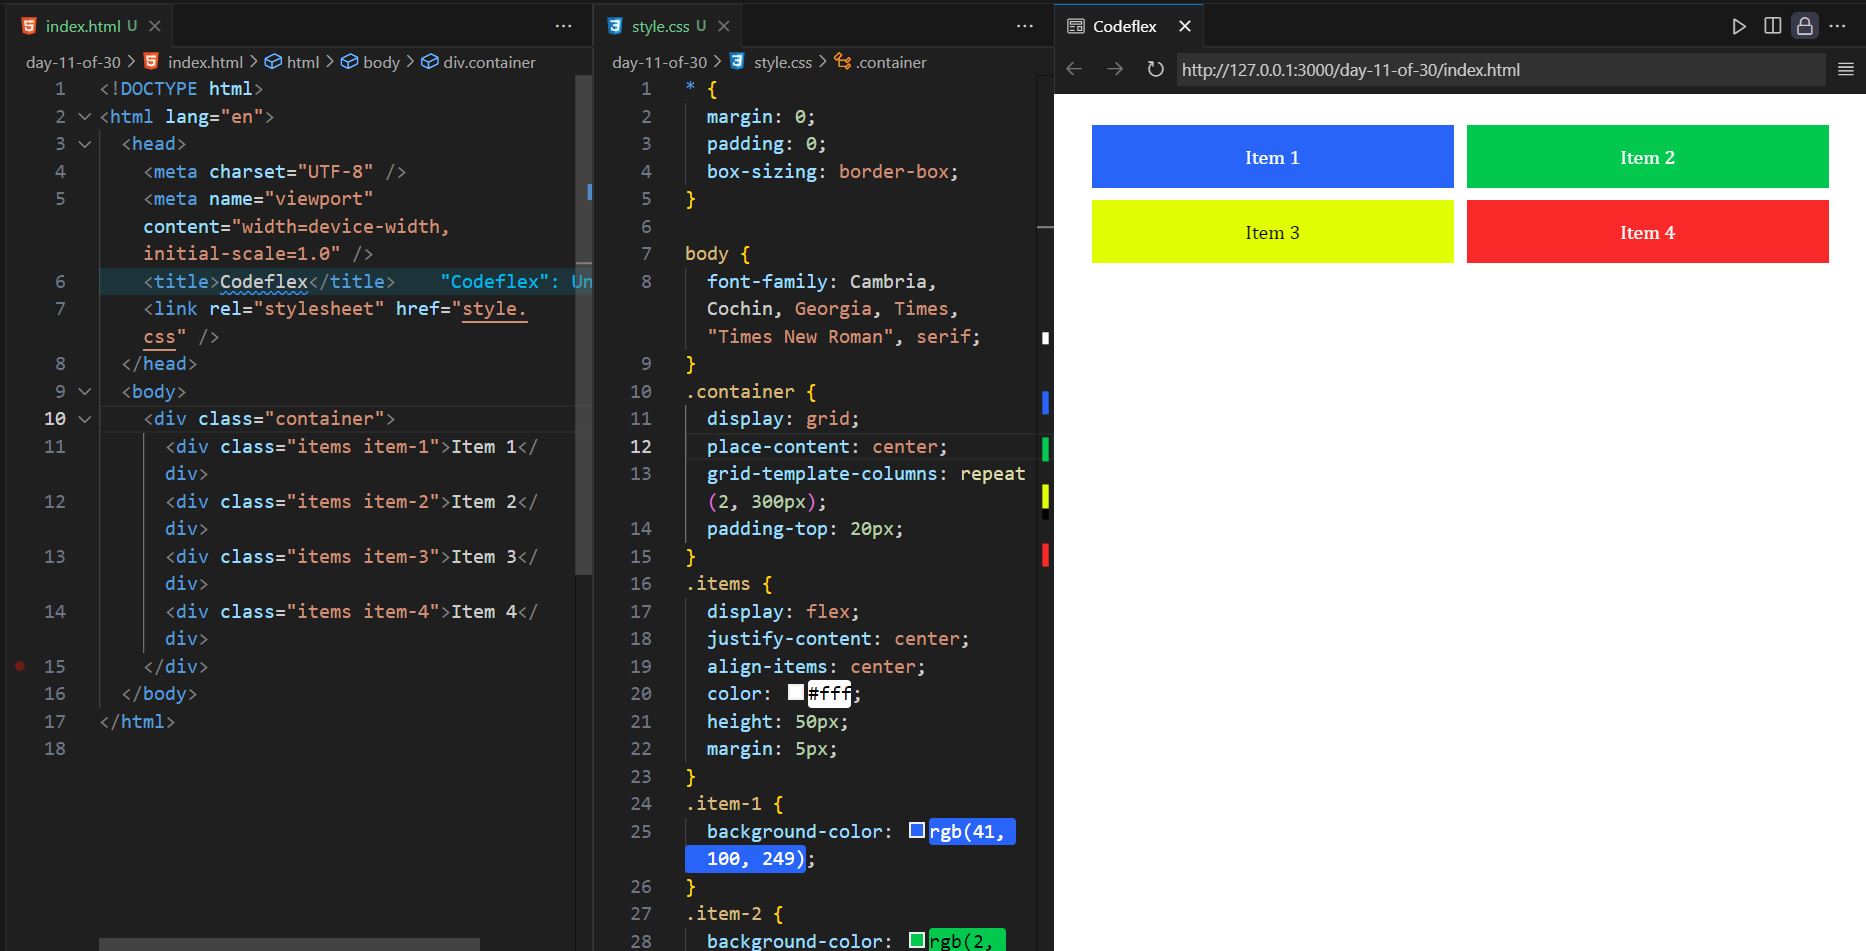 index.html U
day-11-of-30 > index.html > html > body > div.container
1 <!DOCTYPE html>
2 <html lang="en">
3 <head>
4 <meta charset="UTF-8" />
5 <meta name="viewport"
content="width=device-width,
initial-scale=1.0" />
6 <title>Codeflex</title> "Codeflex": Un
7 <link rel="stylesheet" href="style.
css" />
8 </head>
9 <body>
10 <div class="container">
11 <div class="items item-1">Item 1</
div>
12 <div class="items item-2">Item 2</
div>
13 <div class="items item-3">Item 3</
div>
14 <div class="items item-4">Item 4</
div>
15 </div>
16 </body>
17 </html>
18
style.css U
day-11-of-30 > style.css > .container
1 * {
2 margin: 0;
3 padding: 0;
4 box-sizing: border-box;
5 }
6
7 body {
8 font-family: Cambria,
Cochin, Georgia, Times,
"Times New Roman", serif;
9 }
10 .container {
11 display: grid;
12 place-content: center;
13 grid-template-columns: repeat
(2, 300px);
14 padding-top: 20px;
15 }
16 .items {
17 display: flex;
18 justify-content: center;
19 align-items: center;
20 color: #fff;
21 height: 50px;
22 margin: 5px;
23 }
24 .item-1 {
25 background-color: rgb(41,
100, 249);
26 }
27 .item-2 {
28 background-color: rgb(2,
Codeflex
http://127.0.0.1:3000/day-11-of-30/index.html
Item 1
Item 2
Item 3
Item 4